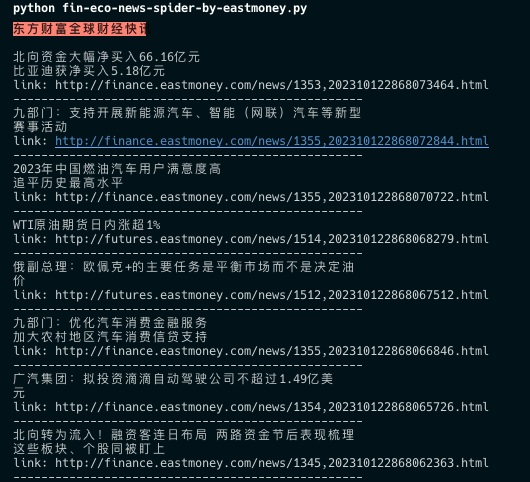 python fin-eco-news-spider-by-eastmoney.py
东方财富全球财经快讯
北向资金大幅净买入66.16亿元
比亚迪获净买入5.18亿元
link: http://finance.eastmoney.com/news/1353,202310122868073464.html
--------------------------------------------------
九部门：支持开展新能源汽车、智能（网联）汽车等新型
赛事活动
link: http://finance.eastmoney.com/news/1355,202310122868072844.html
--------------------------------------------------
2023年中国燃油汽车用户满意度高
追平历史最高水平
link: http://finance.eastmoney.com/news/1355,202310122868070722.html
--------------------------------------------------
WTI原油期货日内涨超1%
link: http://futures.eastmoney.com/news/1514,202310122868068279.html
--------------------------------------------------
俄副总理：欧佩克+的主要任务是平衡市场而不是决定油
价
link: http://futures.eastmoney.com/news/1512,202310122868067512.html
--------------------------------------------------
九部门：优化汽车消费金融服务
加大农村地区汽车消费信贷支持
link: http://finance.eastmoney.com/news/1355,202310122868066846.html
--------------------------------------------------
广汽集团：拟投资滴滴自动驾驶公司不超过1.49亿美
元
link: http://finance.eastmoney.com/news/1354,202310122868065726.html
--------------------------------------------------
北向转为流入！融资客连日布局 两路资金节后表现梳理
这些板块、个股同被盯上
link: http://finance.eastmoney.com/news/1345,202310122868062363.html
--------------------------------------------------